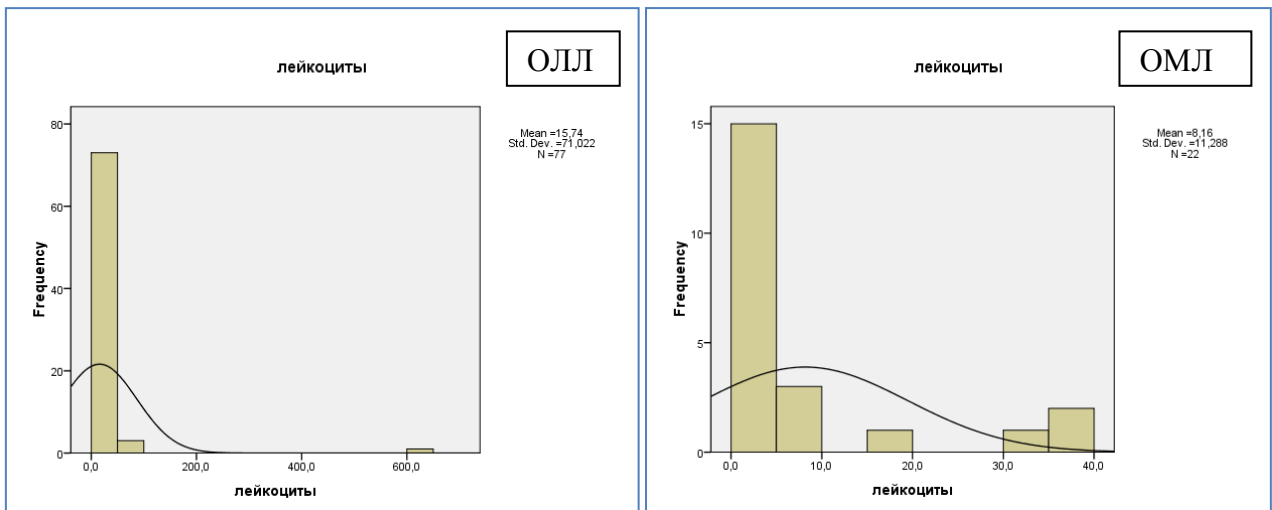 ОЛЛ
лейкоциты
Mean =15,74
Std. Dev. =71,022
N =77
Frequency
80
60
40
20
0
0,0 200,0 400,0 600,0
лейкоциты
ОМЛ
лейкоциты
Mean =8,16
Std. Dev. =11,288
N =22
Frequency
15
10
5
0
0,0 10,0 20,0 30,0 40,0
лейкоциты